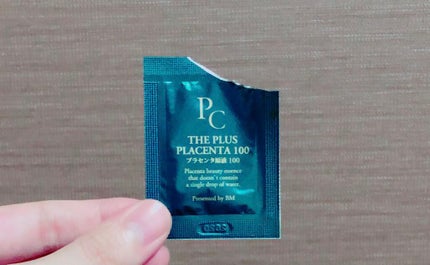 PC
THE PLUS
PLACENTA 100
プラセンタ原液 100
Placenta beauty essence
that doesn't contain
a single drop of water.
Presented by BM